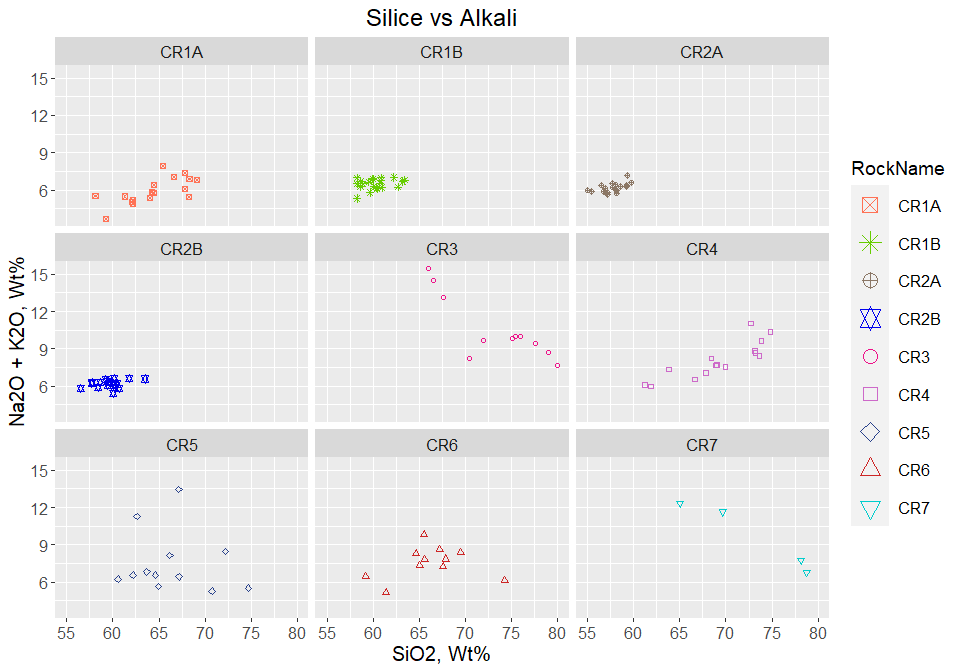 Silice vs Alkali
CR1A CR1B CR2A
15
12
9
6
CR2B CR3 CR4
15
12
9
6
CR5 CR6 CR7
15
12
9
6
55 60 65 70 75 80 55 60 65 70 75 80 55 60 65 70 75 80
SiO2, Wt%
Na2O + K2O, Wt%
RockName
CR1A
CR1B
CR2A
CR2B
CR3
CR4
CR5
CR6
CR7